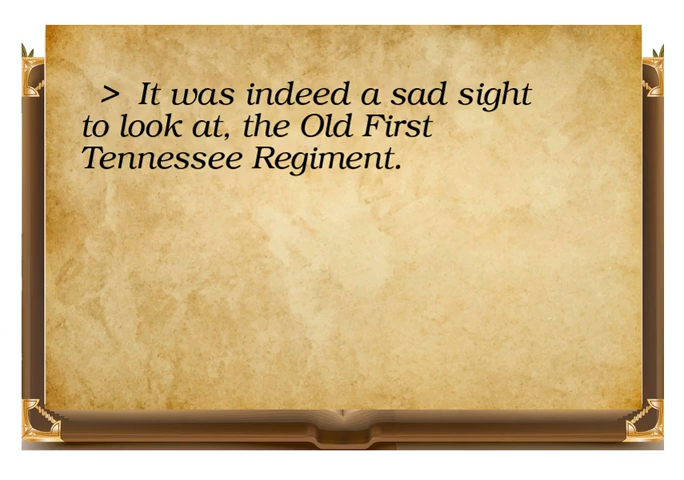 > It was indeed a sad sight
to look at, the Old First
Tennessee Regiment.